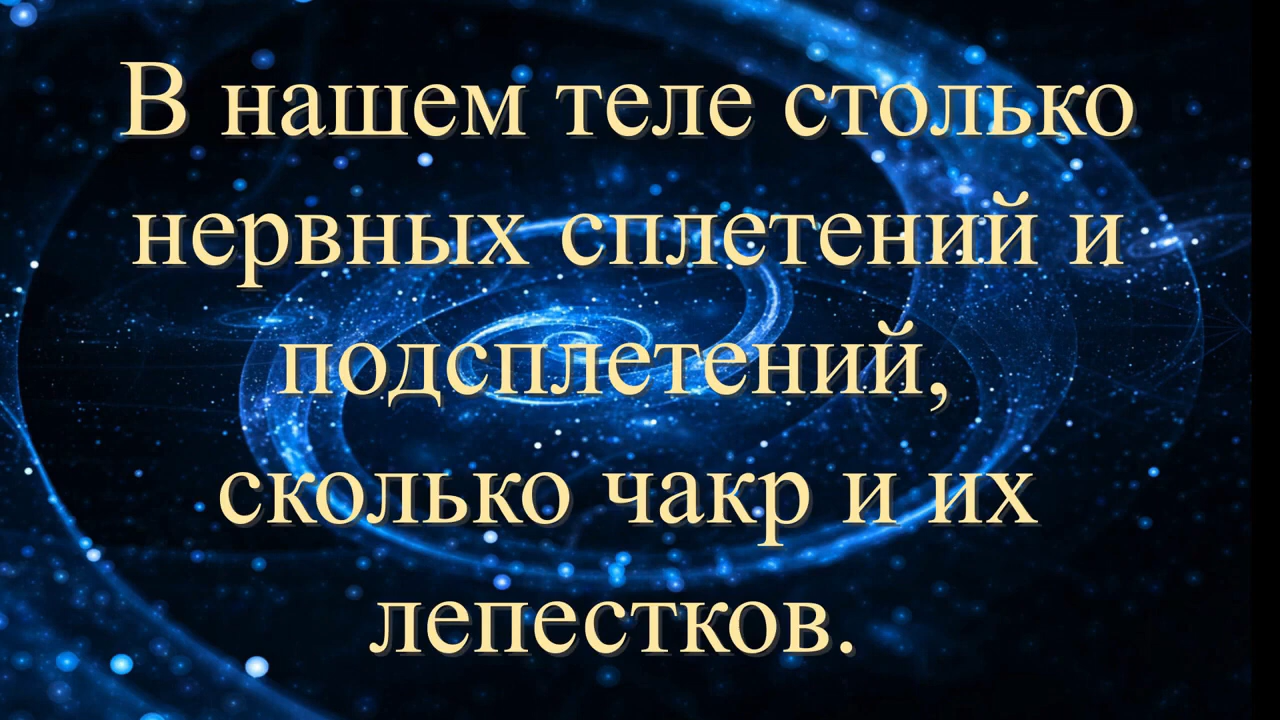 В нашем теле столько
нервных сплетений и
подсплетений,
сколько чакр и их
лепестков.